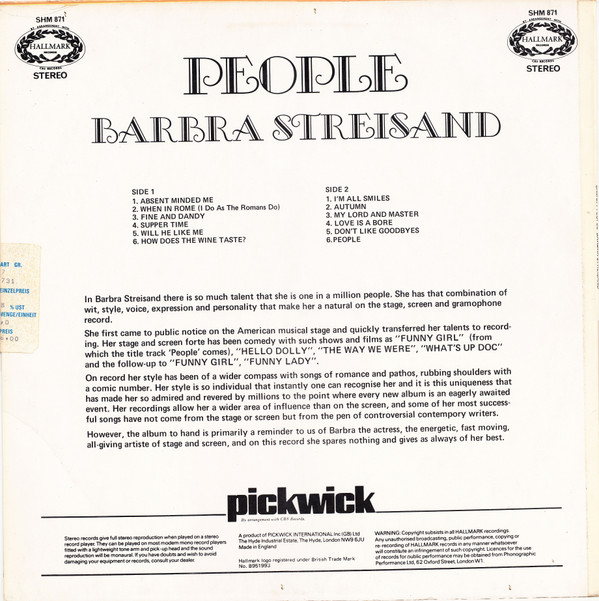 SHM 871
BY ARRANGEMENT WITH
HALLMARK
RECORDS
CBS RECORDS
STEREO
SHM 871
BY ARRANGEMENT WITH
HALLMARK
RECORDS
CBS RECORDS
STEREO
PEOPLE
BARBRA STREISAND
SIDE 1
1. ABSENT MINDED ME
2. WHEN IN ROME (I Do As The Romans Do)
3. FINE AND DANDY
4. SUPPER TIME
5. WILL HE LIKE ME
6. HOW DOES THE WINE TASTE?
SIDE 2
1. I'M ALL SMILES
2. AUTUMN
3. MY LORD AND MASTER
4. LOVE IS A BORE
5. DON'T LIKE GOODBYES
6.PEOPLE
ART GR.
EINZELPREIS
% UST
MENGE/EINHEIT
PREIS
In Barbra Streisand there is so much talent that she is one in a million people. She has that combination of
wit, style, voice, expression and personality that make her a natural on the stage, screen and gramophone
record.
She first came to public notice on the American musical stage and quickly transferred her talents to record-
ing. Her stage and screen forte has been comedy with such shows and films as "FUNNY GIRL" (from
which the title track 'People' comes), "HELLO DOLLY", "THE WAY WE WERE", "WHAT'S UP DOC"
and the follow-up to "FUNNY GIRL", "FUNNY LADY".
On record her style has been of a wider compass with songs of romance and pathos, rubbing shoulders with
a comic number. Her style is so individual that instantly one can recognise her and it is this uniqueness that
has made her so admired and revered by millions to the point where every new album is an eagerly awaited
event. Her recordings allow her a wider area of influence than on the screen, and some of her most success-
ful songs have not come from the stage or screen but from the pen of controversial contempory writers.
However, the album to hand is primarily a reminder to us of Barbra the actress, the energetic, fast moving,
all-giving artiste of stage and screen, and on this record she spares nothing and gives as always of her best.
pickwick
By arrangement with CBS Records
Stereo records give full stereo reproduction when played on a stereo
record player. They can be played on most modern mono record players
fitted with a lightweight tone arm and pick-up head and the sound
reproduction will be monaural. If you have doubts and wish to avoid
damaging your equipment or records, consult your dealer.
A product of PICKWICK INTERNATIONAL Inc (GB) Ltd
The Hyde Industrial Estate, The Hyde, London NW9 6JU
Made in England
Hallmark logo registered under British Trade Mark
No. B951993
WARNING: Copyright subsists in all HALLMARK recordings.
Any unauthorised broadcasting, public performance, copying or
re-recording of HALLMARK records in any manner whatsoever
will constitute an infringement of such copyright. Licences for the use
of records for public performance may be obtained from Phonographic
Performance Ltd, 62 Oxford Street, London W1.